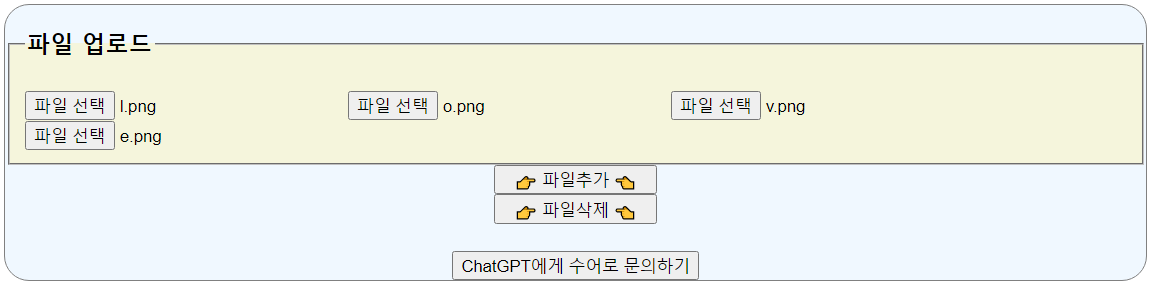 파일 업로드
파일 선택 l.png 파일 선택 o.png 파일 선택 v.png
파일 선택 e.png
👉 파일추가 👈
👉 파일삭제 👈
ChatGPT에게 수어로 문의하기